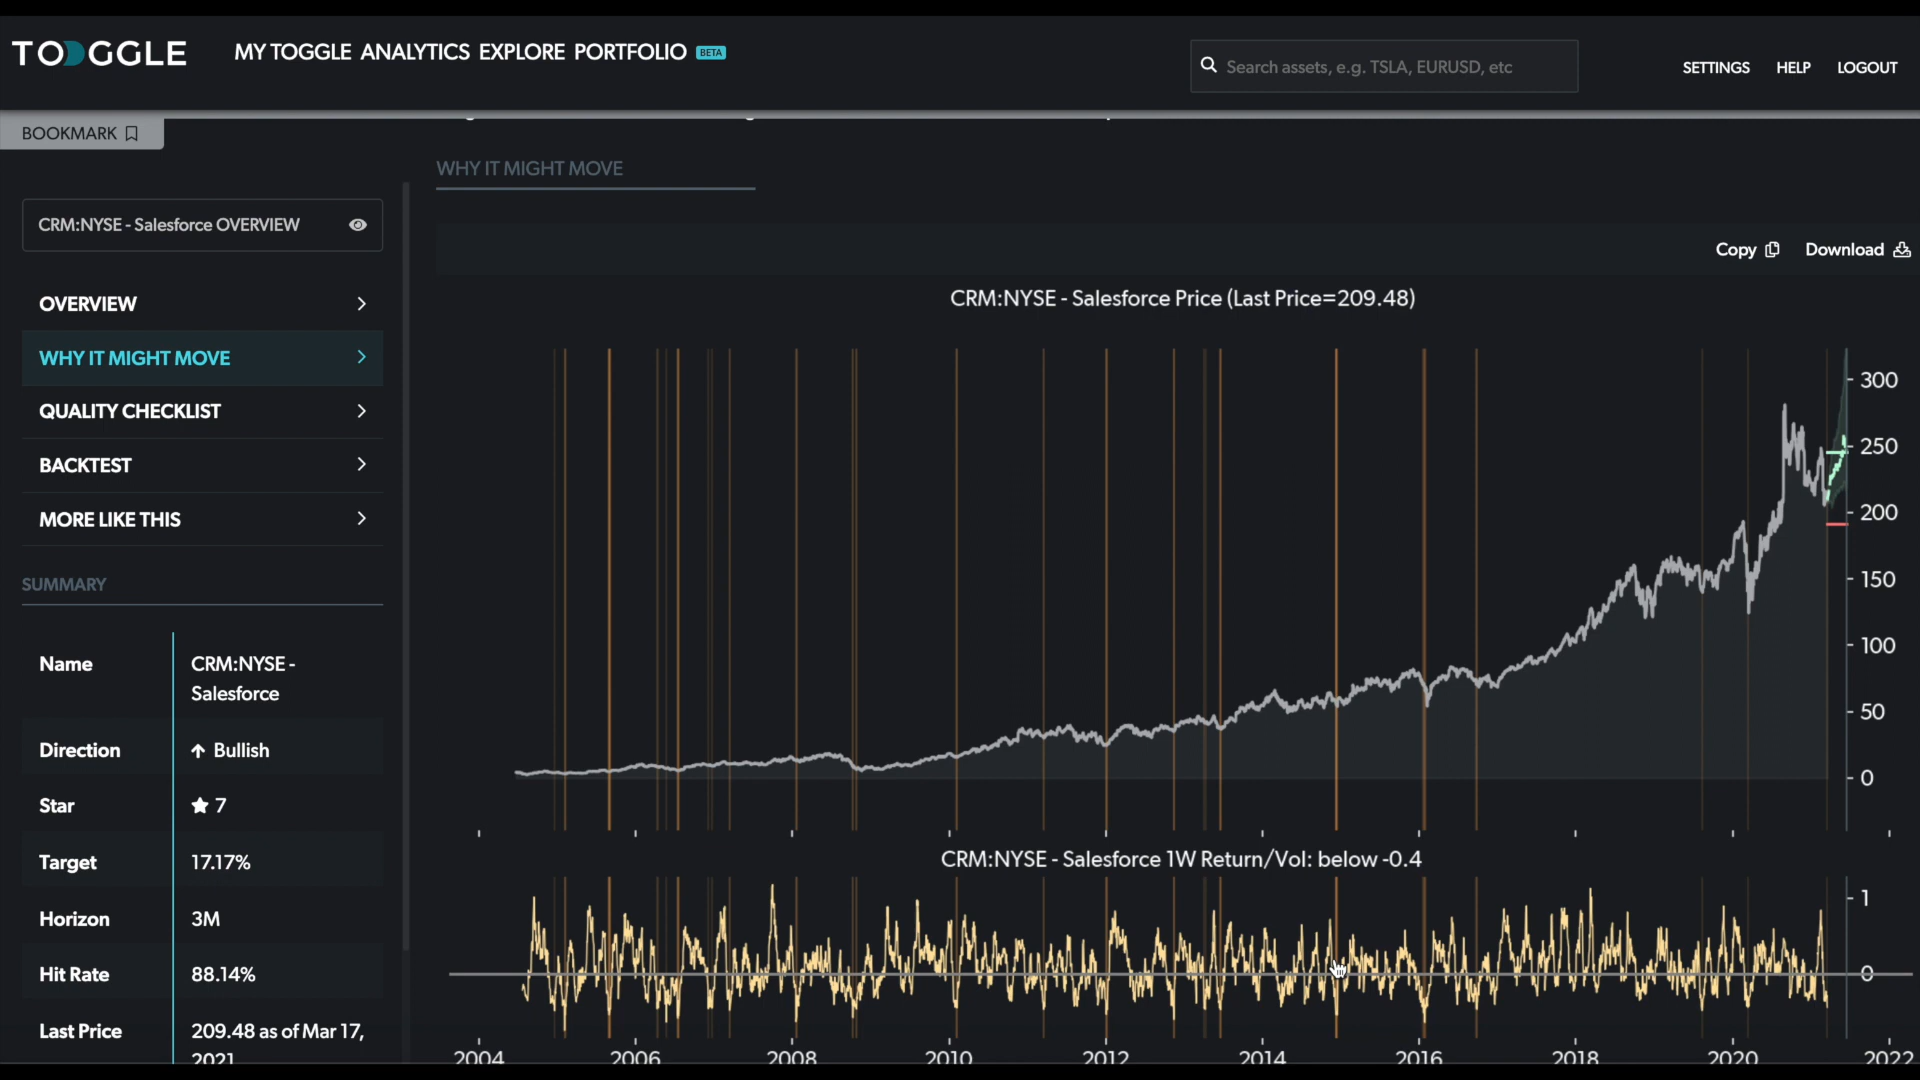 TOGGLE
MY TOGGLE ANALYTICS EXPLORE PORTFOLIO BETA
Search assets, e.g. TSLA, EURUSD, etc
SETTINGS HELP LOGOUT
BOOKMARK
WHY IT MIGHT MOVE
CRM:NYSE - Salesforce OVERVIEW
Copy Download
OVERVIEW
WHY IT MIGHT MOVE
QUALITY CHECKLIST
BACKTEST
MORE LIKE THIS
SUMMARY
Name CRM:NYSE -
Salesforce
Direction Bullish
Star 7
Target 17.17%
Horizon 3M
Hit Rate 88.14%
Last Price 209.48 as of Mar 17,
2021
CRM:NYSE - Salesforce Price (Last Price=209.48)
300
250
200
150
100
50
0
CRM:NYSE - Salesforce 1W Return/Vol: below -0.4
1
0
2004 2006 2008 2010 2012 2014 2016 2018 2020 2022